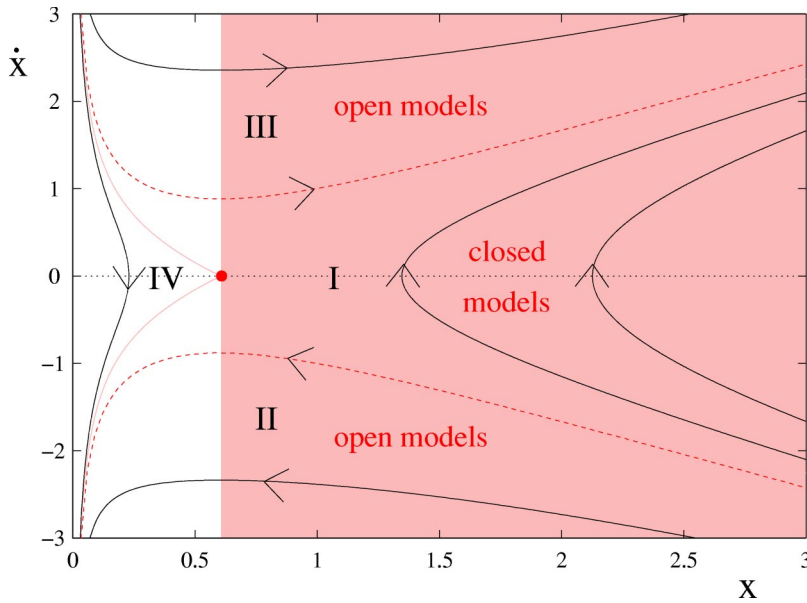 3
ẋ
2
open models
III
1
closed
0
IV
I
models
-1
II
open models
-2
-3
0
0.5
1
1.5
2
2.5
3
x